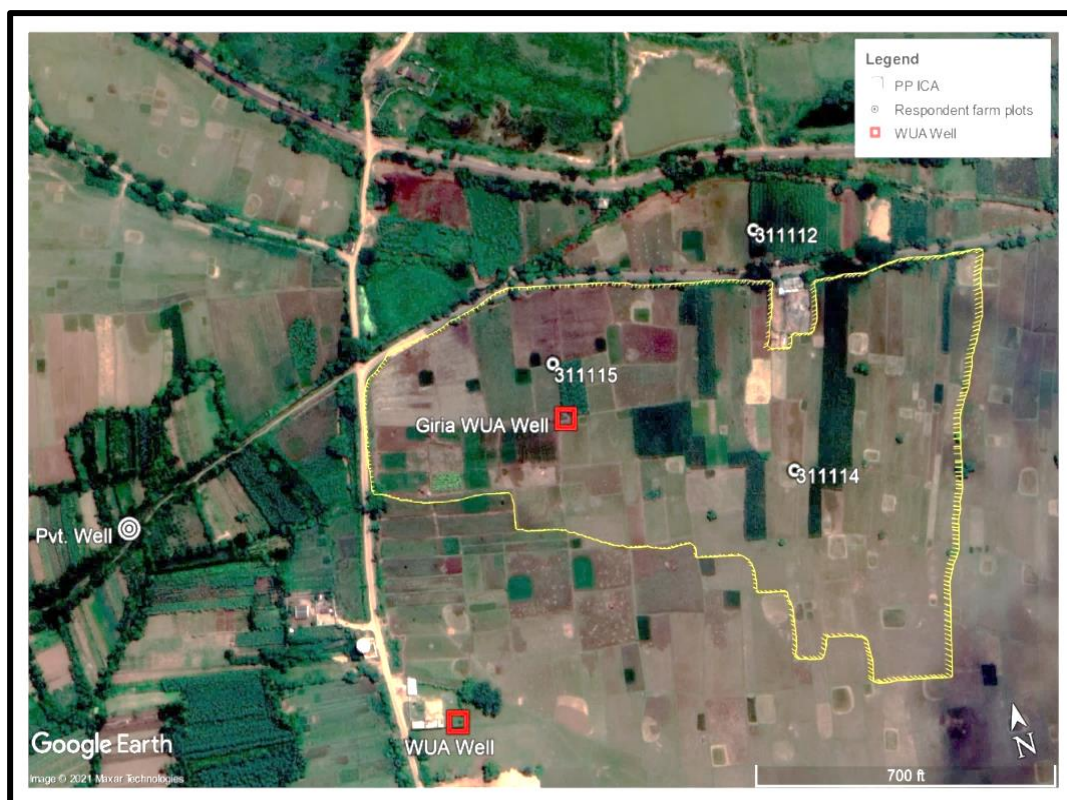 Legend
PP ICA
Respondent farm plots
WUA Well
311112
311115
Giria WUA Well
311114
Pvt. Well
WUA Well
Google Earth
Image © 2021 Maxar Technologies
N
700 ft